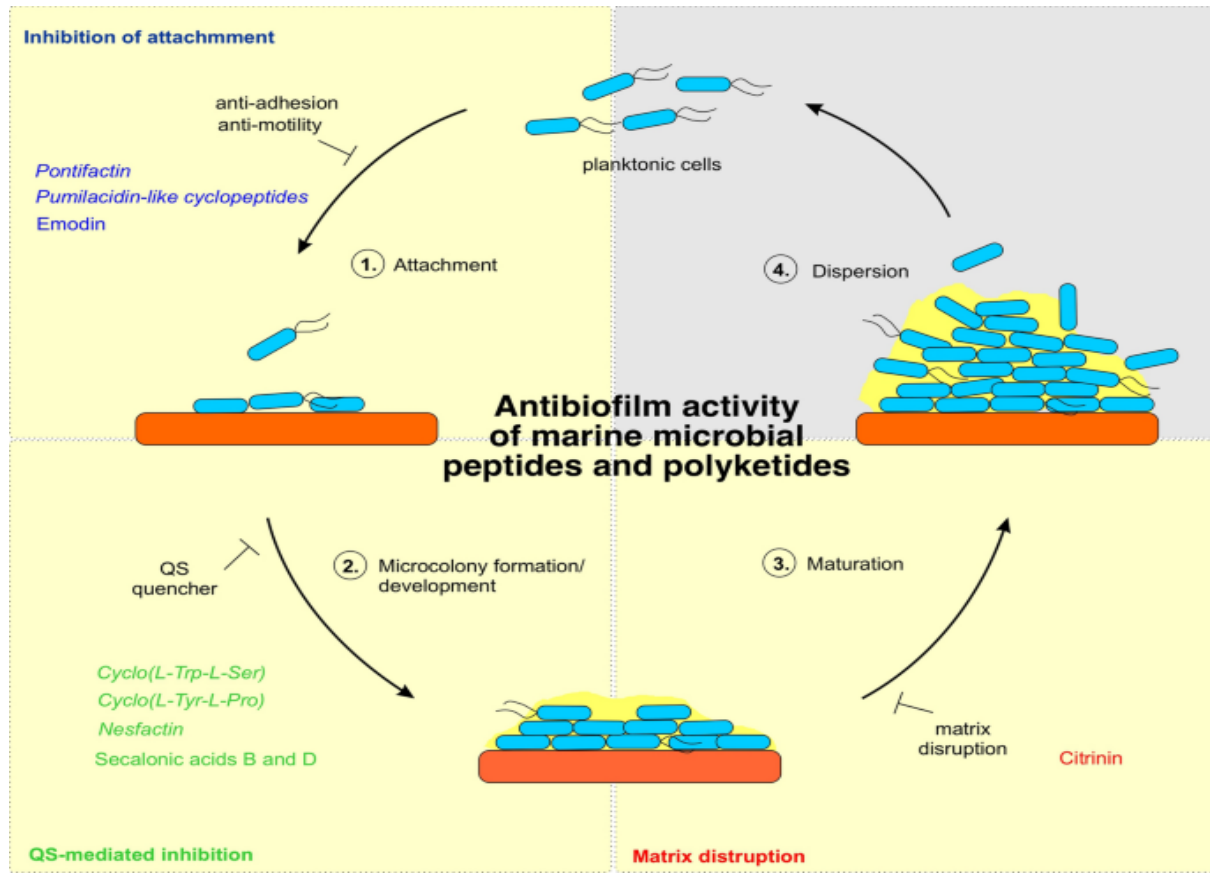 Inhibition of attachmment
anti-adhesion
anti-motility
Pontifactin
Pumilacidin-like cyclopeptides
Emodin
1. Attachment
planktonic cells
4. Dispersion
Antibiofilm activity
of marine microbial
peptides and polyketides
QS
quencher
2. Microcolony formation/
development
Cyclo(L-Trp-L-Ser)
Cyclo(L-Tyr-L-Pro)
Nesfactin
Secalonic acids B and D
QS-mediated inhibition
3. Maturation
matrix
disruption
Citrinin
Matrix distruption